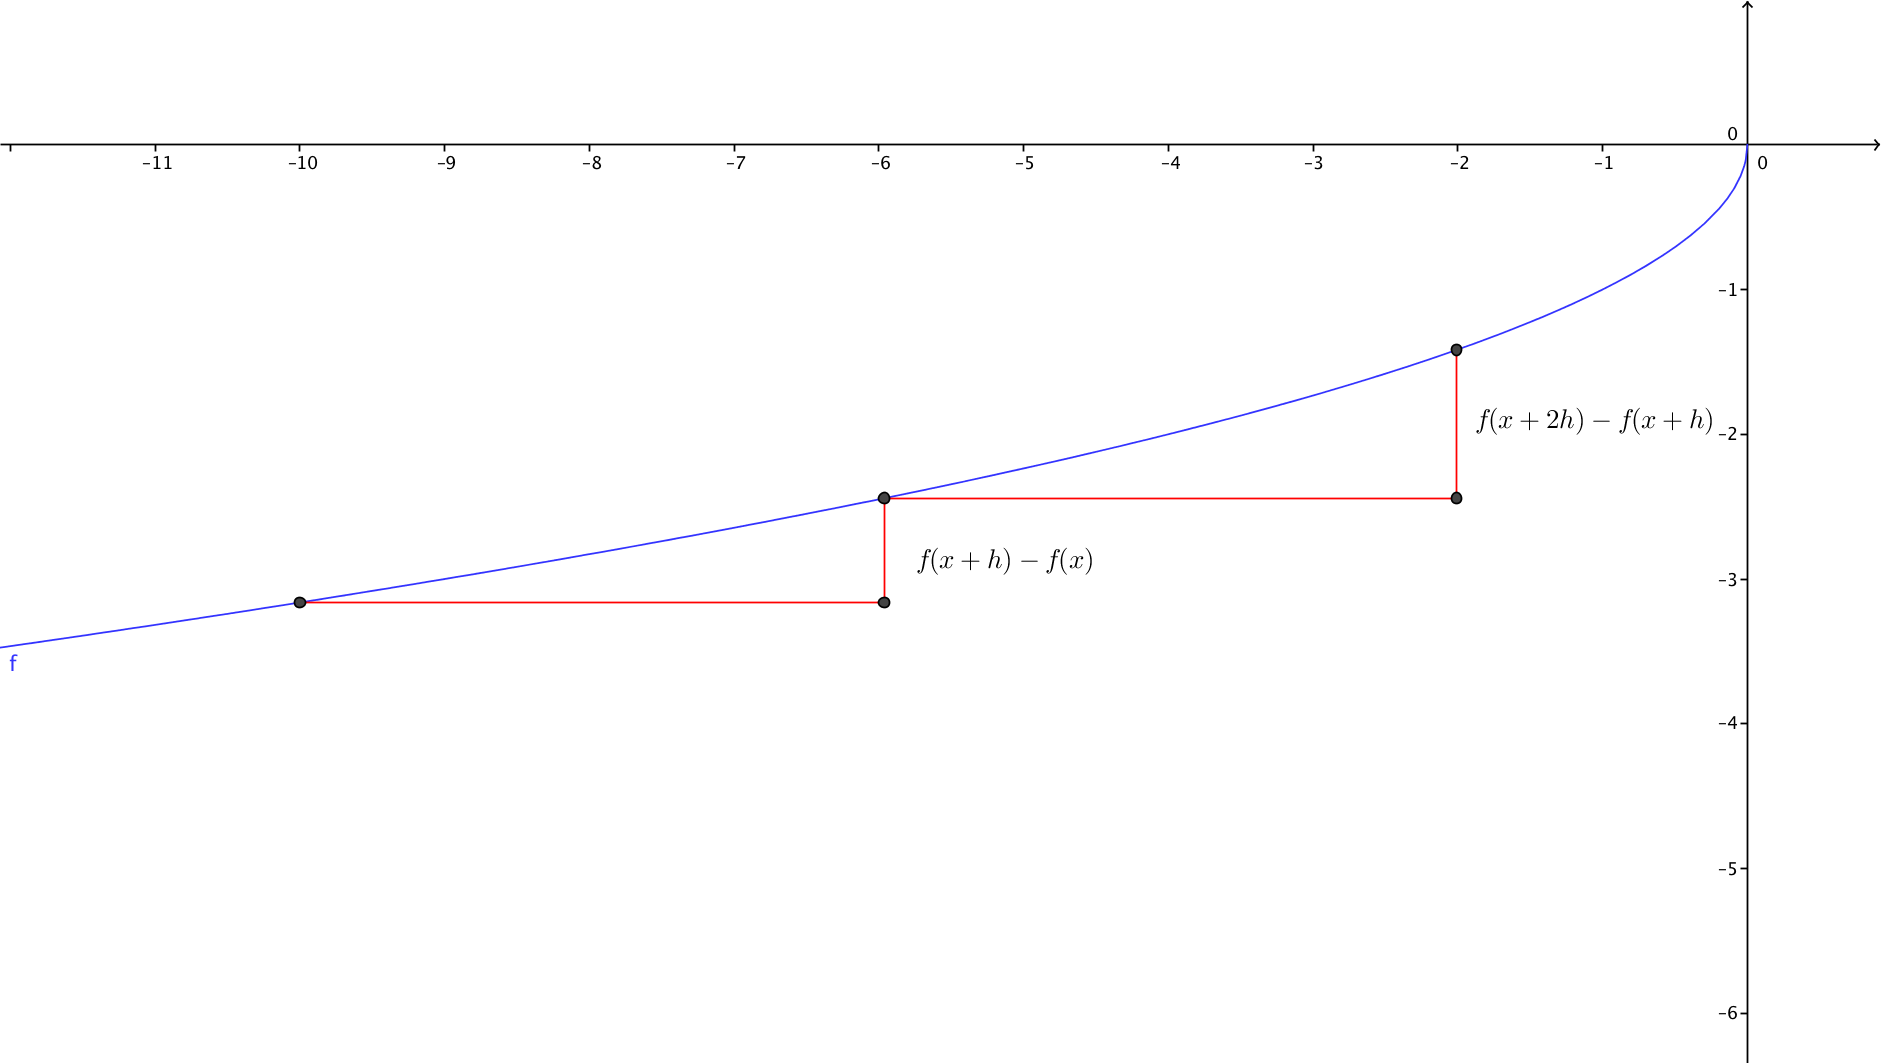 0
–11 –10 –9 –8 –7 –6 –5 –4 –3 –2 –1 0
–1
f(x + 2h) − f(x + h)
–2
f(x + h) − f(x)
–3
f
–4
–5
–6